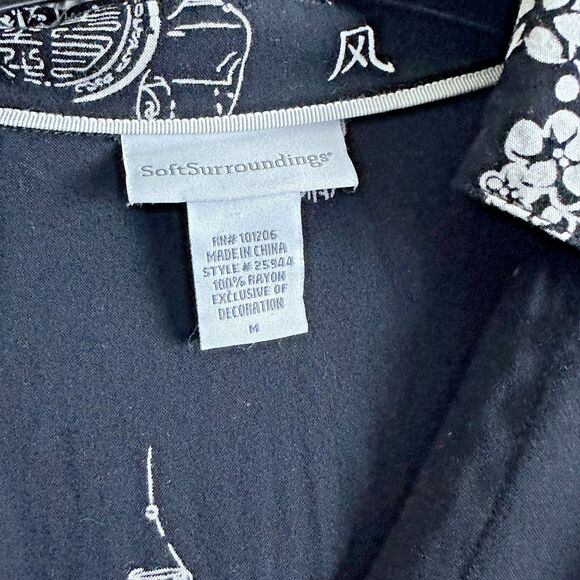 风
SoftSurroundings®
RN# 101206
MADE IN CHINA
STYLE # 25944
100% RAYON
EXCLUSIVE OF
DECORATION
M